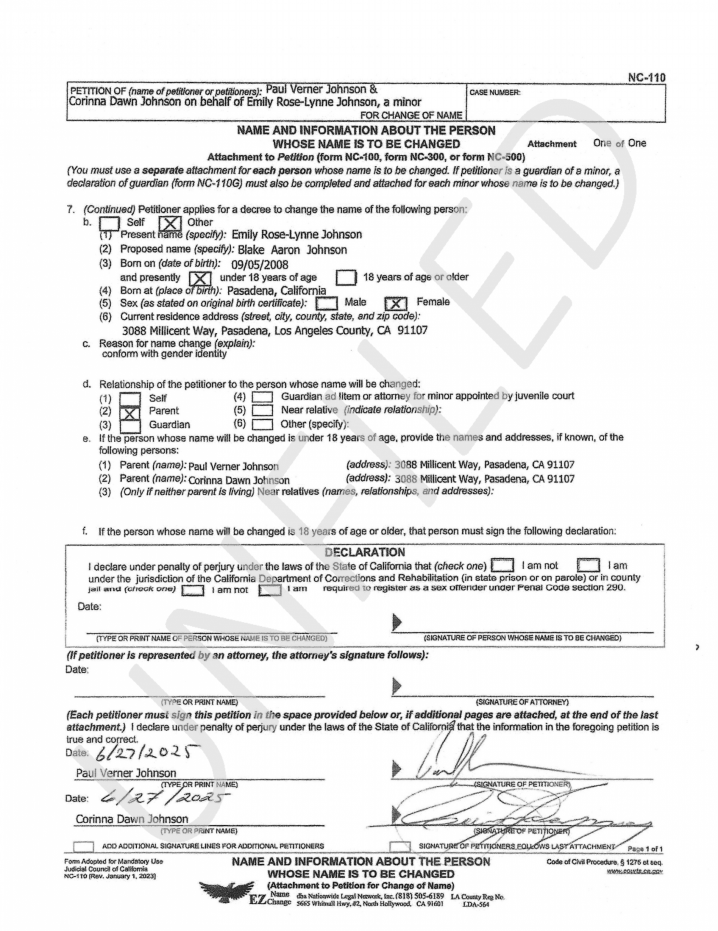 NC-110
PETITION OF (name of petitioner or petitioners): Paul Verner Johnson &
Corinna Dawn Johnson on behalf of Emily Rose-Lynne Johnson, a minor
FOR CHANGE OF NAME
CASE NUMBER:
NAME AND INFORMATION ABOUT THE PERSON
WHOSE NAME IS TO BE CHANGED Attachment One of One
Attachment to Petition (form NC-100, form NC-300, or form NC-500)
(You must use a separate attachment for each person whose name is to be changed. If petitioner is a guardian of a minor, a
declaration of guardian (form NC-110G) must also be completed and attached for each minor whose name is to be changed.)
7. (Continued) Petitioner applies for a decree to change the name of the following person:
b. Self X Other
(1) Present name (specify): Emily Rose-Lynne Johnson
(2) Proposed name (specify): Blake Aaron Johnson
(3) Born on (date of birth): 09/05/2008
and presently X under 18 years of age 18 years of age or older
(4) Born at (place of birth): Pasadena, California
(5) Sex (as stated on original birth certificate): Male X Female
(6) Current residence address (street, city, county, state, and zip code):
3088 Millicent Way, Pasadena, Los Angeles County, CA 91107
c. Reason for name change (explain):
conform with gender identity
d. Relationship of the petitioner to the person whose name will be changed:
(1) Self (4) Guardian ad litem or attorney for minor appointed by juvenile court
(2) X Parent (5) Near relative (indicate relationship):
(3) Guardian (6) Other (specify):
e. If the person whose name will be changed is under 18 years of age, provide the names and addresses, if known, of the
following persons:
(1) Parent (name): Paul Verner Johnson (address): 3088 Millicent Way, Pasadena, CA 91107
(2) Parent (name): Corinna Dawn Johnson (address): 3088 Millicent Way, Pasadena, CA 91107
(3) (Only if neither parent is living) Near relatives (names, relationships, and addresses):
f. If the person whose name will be changed is 18 years of age or older, that person must sign the following declaration:
DECLARATION
I declare under penalty of perjury under the laws of the State of California that (check one) I am not I am
under the jurisdiction of the California Department of Corrections and Rehabilitation (in state prison or on parole) or in county
jail and (check one) I am not I am required to register as a sex offender under Penal Code section 290.
Date:
(TYPE OR PRINT NAME OF PERSON WHOSE NAME IS TO BE CHANGED) (SIGNATURE OF PERSON WHOSE NAME IS TO BE CHANGED)
(If petitioner is represented by an attorney, the attorney's signature follows):
Date:
(TYPE OR PRINT NAME) (SIGNATURE OF ATTORNEY)
(Each petitioner must sign this petition in the space provided below or, if additional pages are attached, at the end of the last
attachment.) I declare under penalty of perjury under the laws of the State of California that the information in the foregoing petition is
true and correct.
Date: 6/27/2025
Paul Verner Johnson
(TYPE OR PRINT NAME) (SIGNATURE OF PETITIONER)
Date: 6/27/2025
Corinna Dawn Johnson
(TYPE OR PRINT NAME) (SIGNATURE OF PETITIONER)
ADD ADDITIONAL SIGNATURE LINES FOR ADDITIONAL PETITIONERS SIGNATURE OF PETITIONERS FOLLOWS LAST ATTACHMENT Page 1 of 1
Form Adopted for Mandatory Use
Judicial Council of California
NC-110 [Rev. January 1, 2023]
NAME AND INFORMATION ABOUT THE PERSON
WHOSE NAME IS TO BE CHANGED
(Attachment to Petition for Change of Name)
Code of Civil Procedure, § 1275 et seq.
www.courts.ca.gov
EZ Name Change dba Nationwide Legal Network, Inc. (818) 505-6189 LA County Reg No.
5665 Whitnall Hwy, #2, North Hollywood, CA 91601 LDA-564
UNFILED